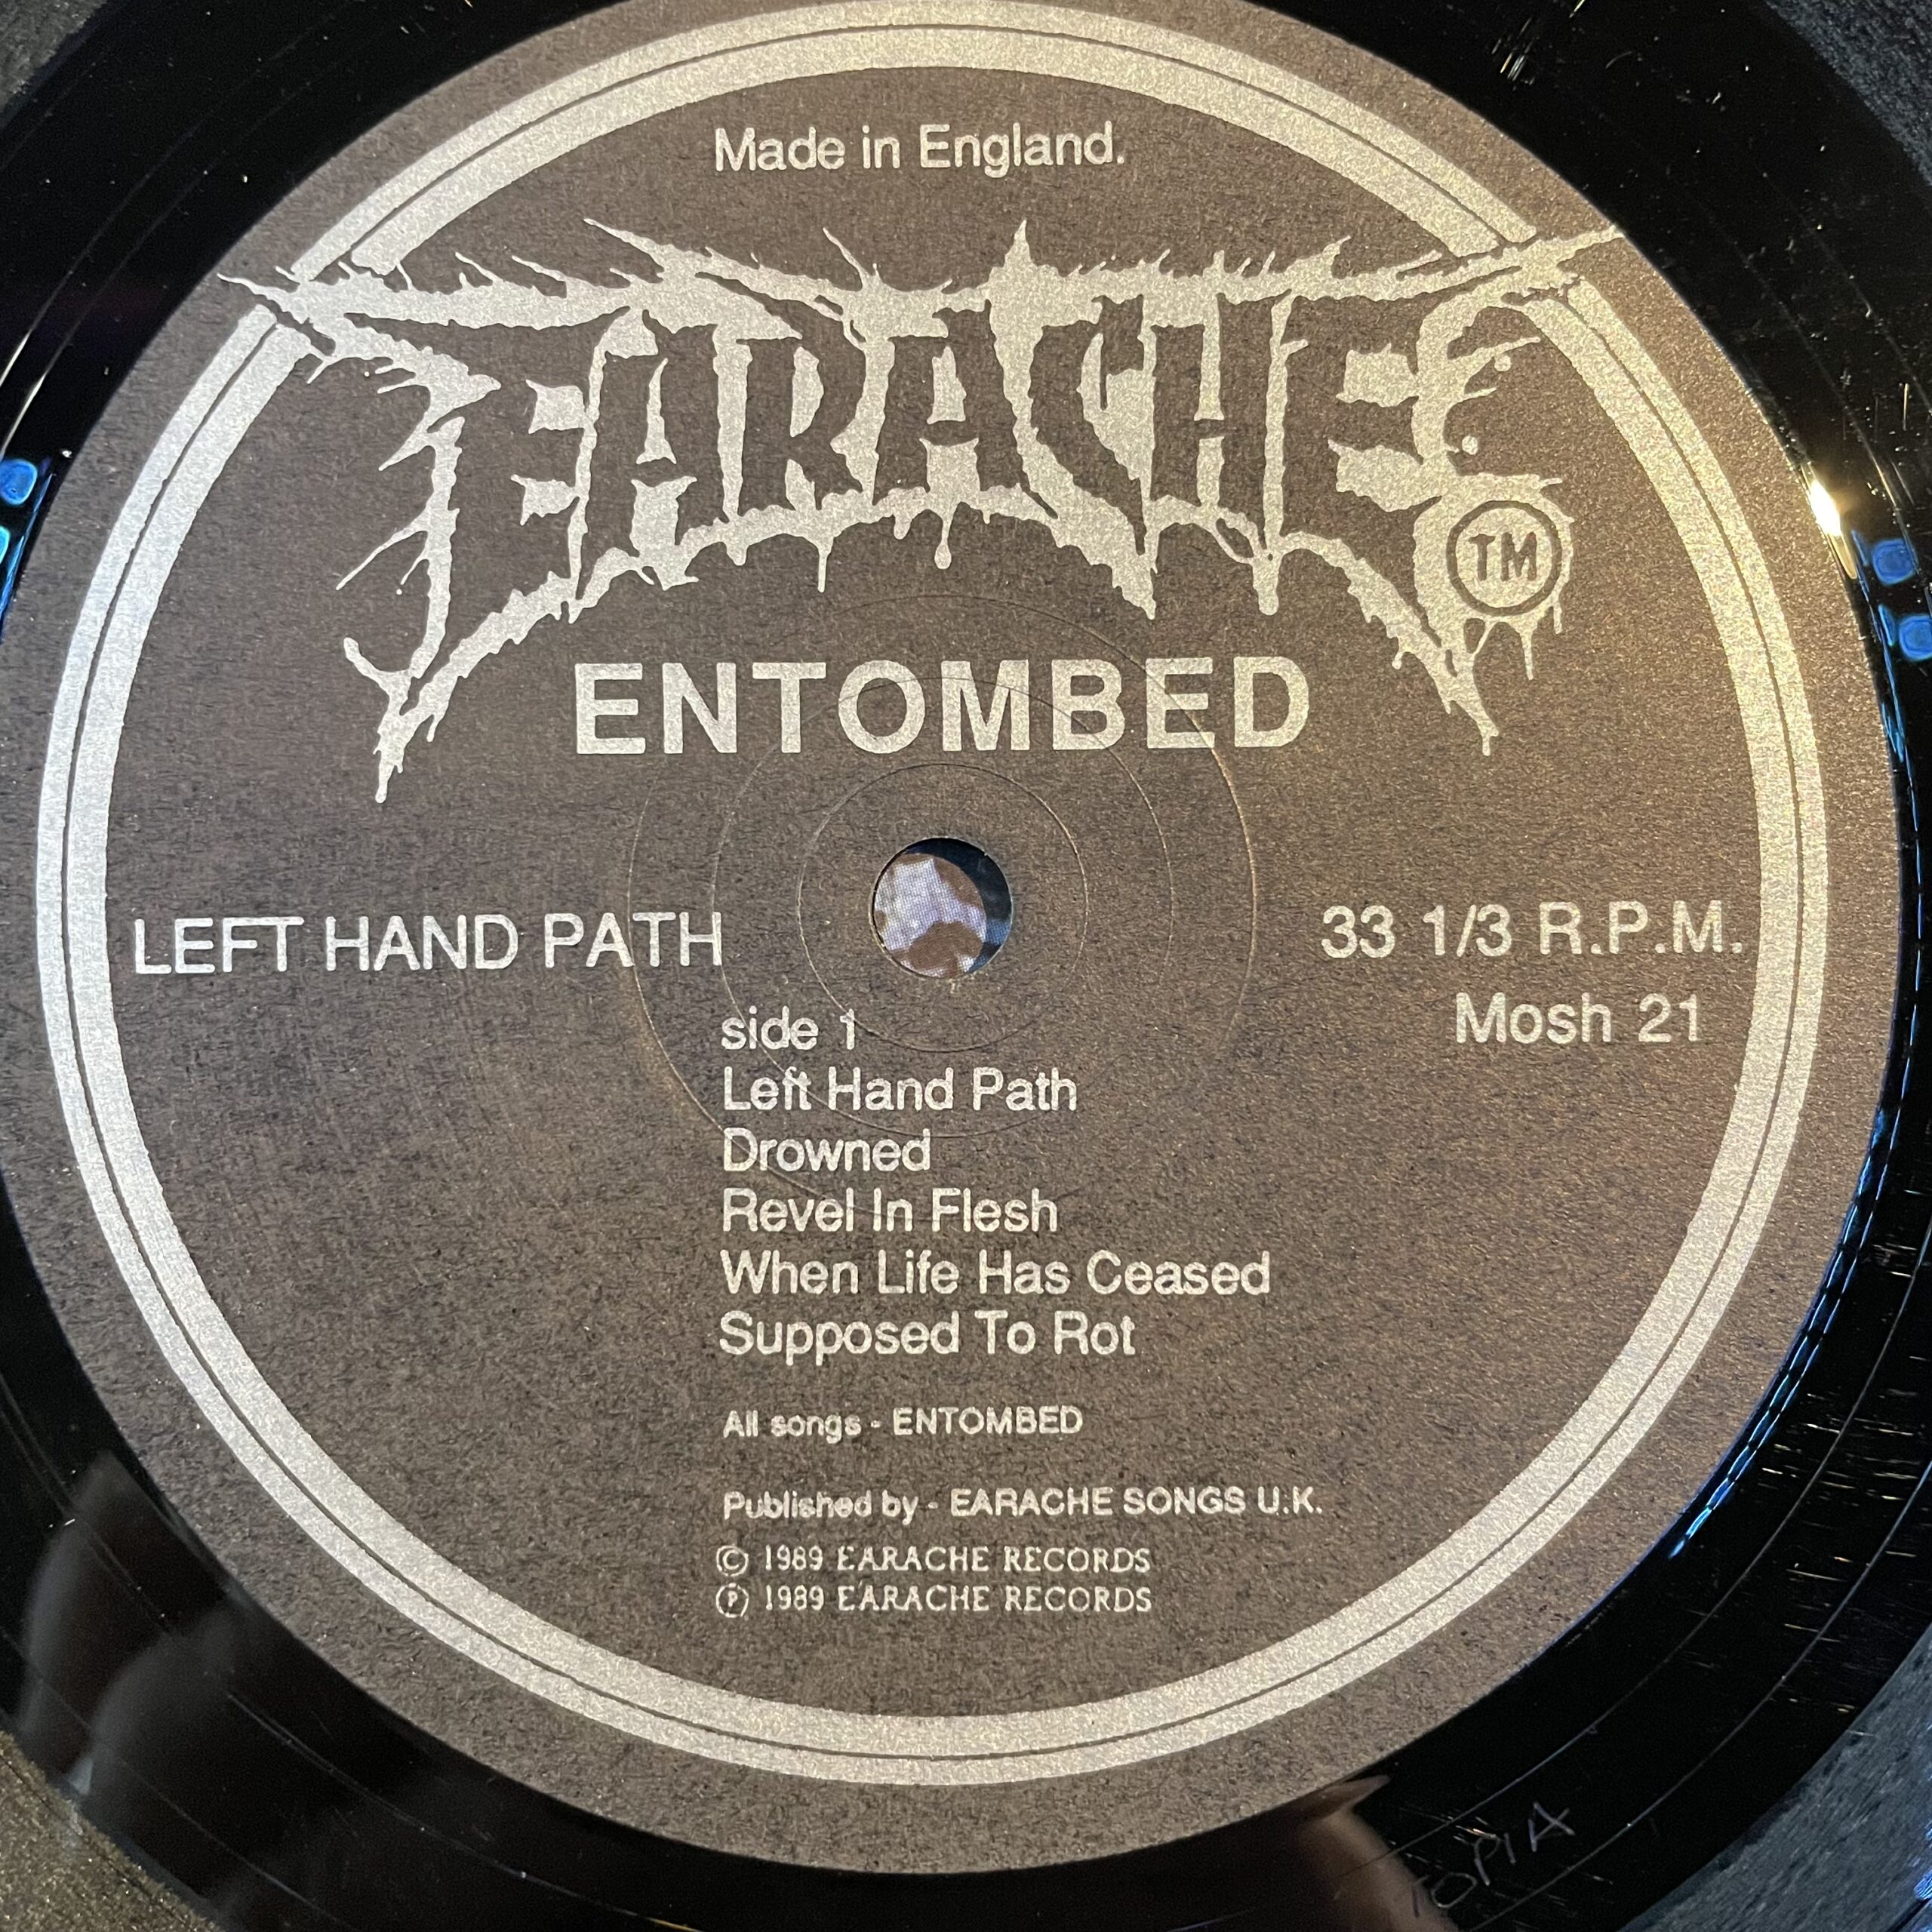 Made in England.
EARACHE
TM
ENTOMBED
LEFT HAND PATH
33 1/3 R.P.M.
Mosh 21
side 1
Left Hand Path
Drowned
Revel In Flesh
When Life Has Ceased
Supposed To Rot
All songs - ENTOMBED
Published by - EARACHE SONGS U.K.
© 1989 EARACHE RECORDS
℗ 1989 EARACHE RECORDS